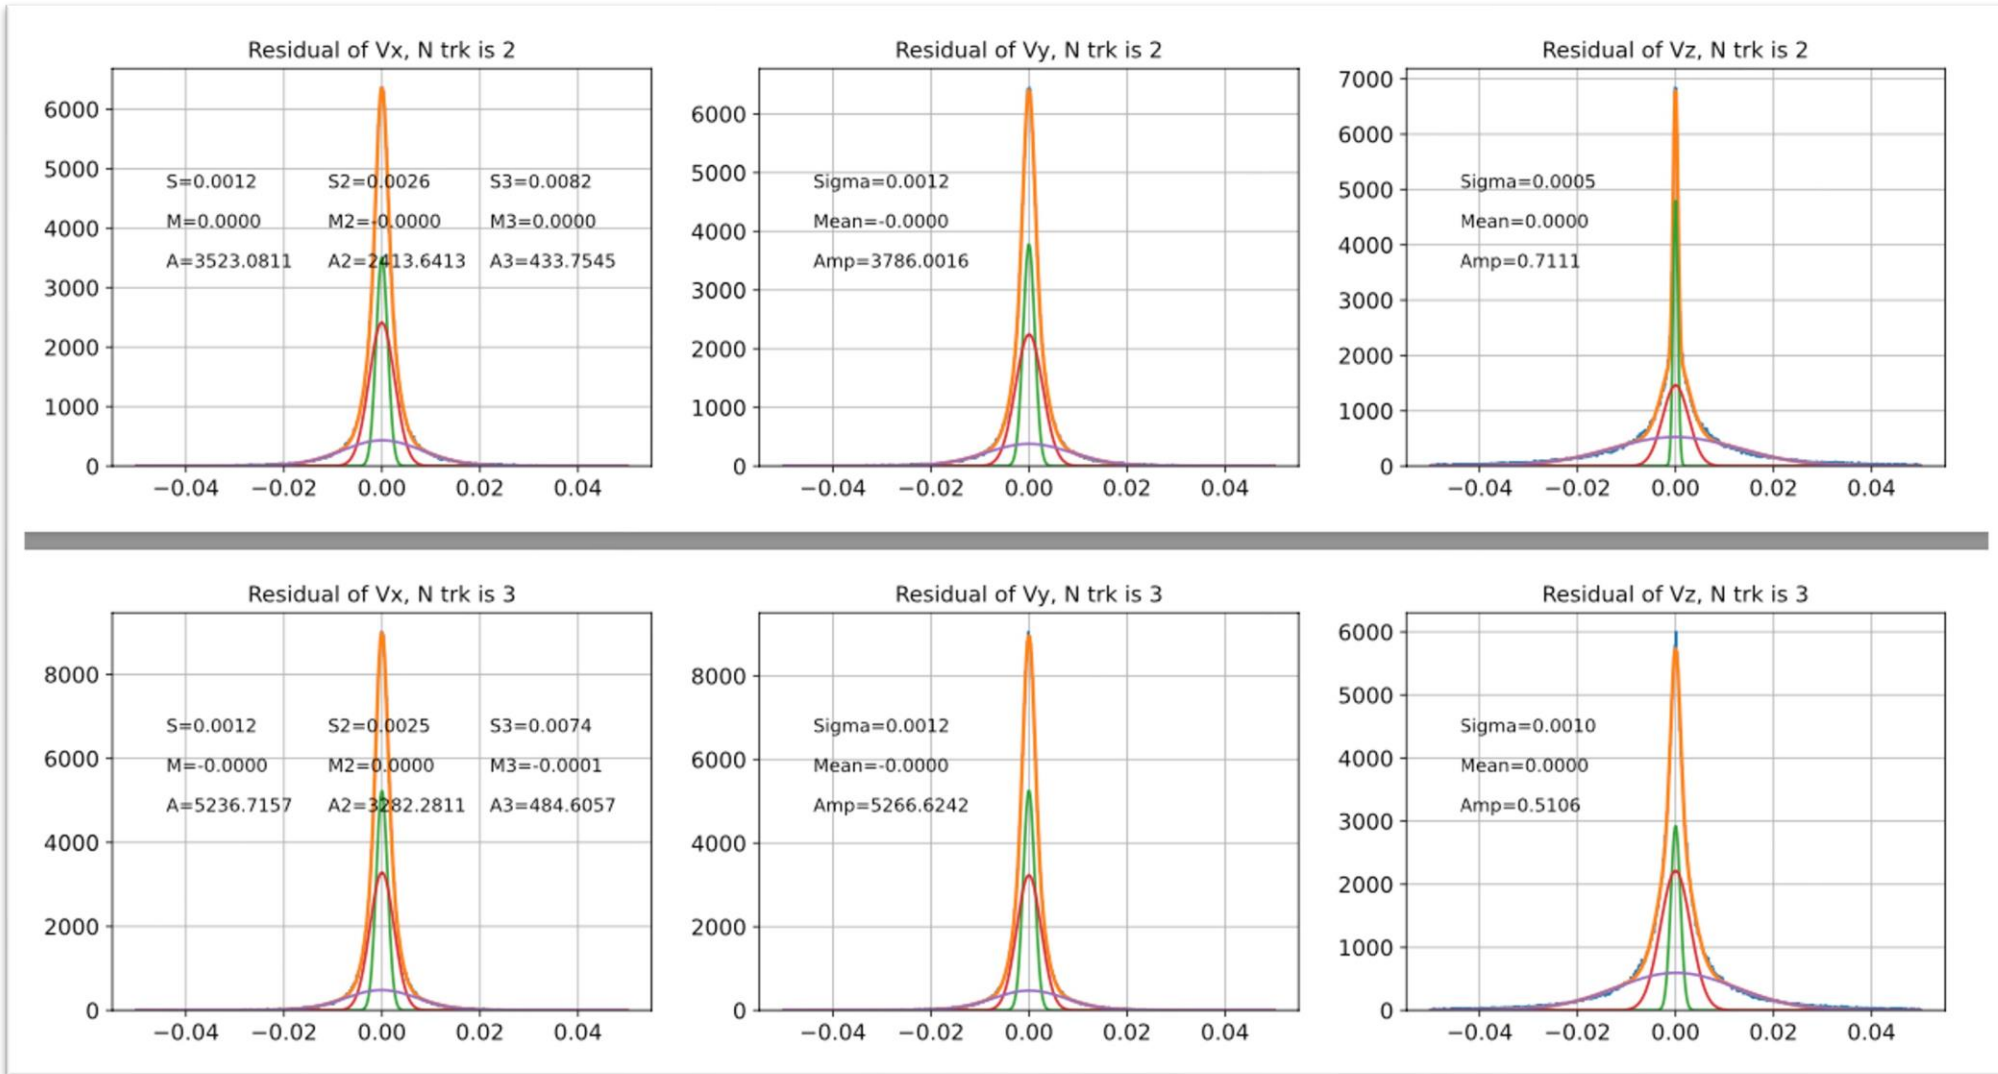 Residual of Vx, N trk is 2
6000
5000
4000
3000
2000
1000
0
S=0.0012 S2=0.0026 S3=0.0082
M=0.0000 M2=-0.0000 M3=0.0000
A=3523.0811 A2=2413.6413 A3=433.7545
−0.04 −0.02 0.00 0.02 0.04
Residual of Vy, N trk is 2
6000
5000
4000
3000
2000
1000
0
Sigma=0.0012
Mean=-0.0000
Amp=3786.0016
−0.04 −0.02 0.00 0.02 0.04
Residual of Vz, N trk is 2
7000
6000
5000
4000
3000
2000
1000
0
Sigma=0.0005
Mean=0.0000
Amp=0.7111
−0.04 −0.02 0.00 0.02 0.04
Residual of Vx, N trk is 3
8000
6000
4000
2000
0
S=0.0012 S2=0.0025 S3=0.0074
M=-0.0000 M2=0.0000 M3=-0.0001
A=5236.7157 A2=3282.2811 A3=484.6057
−0.04 −0.02 0.00 0.02 0.04
Residual of Vy, N trk is 3
8000
6000
4000
2000
0
Sigma=0.0012
Mean=-0.0000
Amp=5266.6242
−0.04 −0.02 0.00 0.02 0.04
Residual of Vz, N trk is 3
6000
5000
4000
3000
2000
1000
0
Sigma=0.0010
Mean=0.0000
Amp=0.5106
−0.04 −0.02 0.00 0.02 0.04